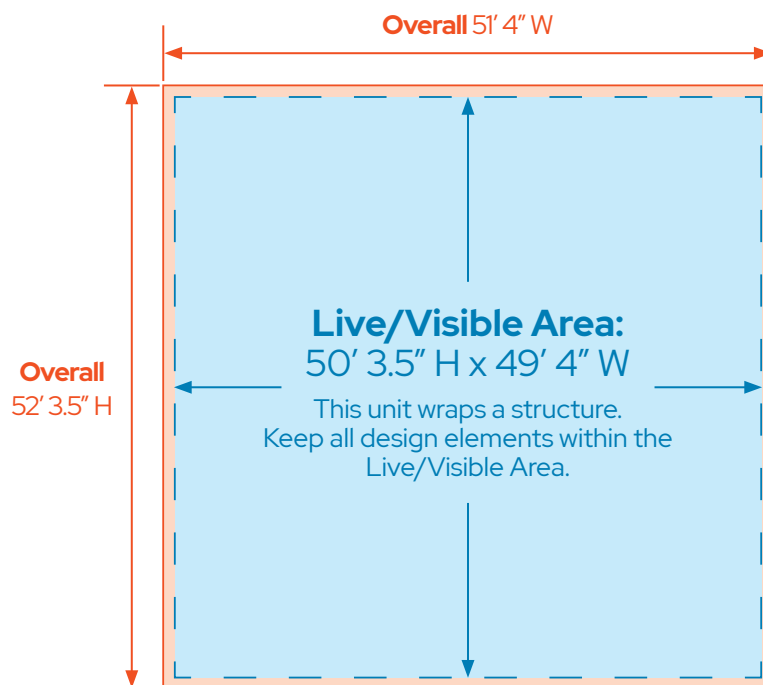 Overall 51’ 4” W
Overall
52’ 3.5” H
Live/Visible Area:
50’ 3.5” H x 49’ 4” W
This unit wraps a structure.
Keep all design elements within the
Live/Visible Area.